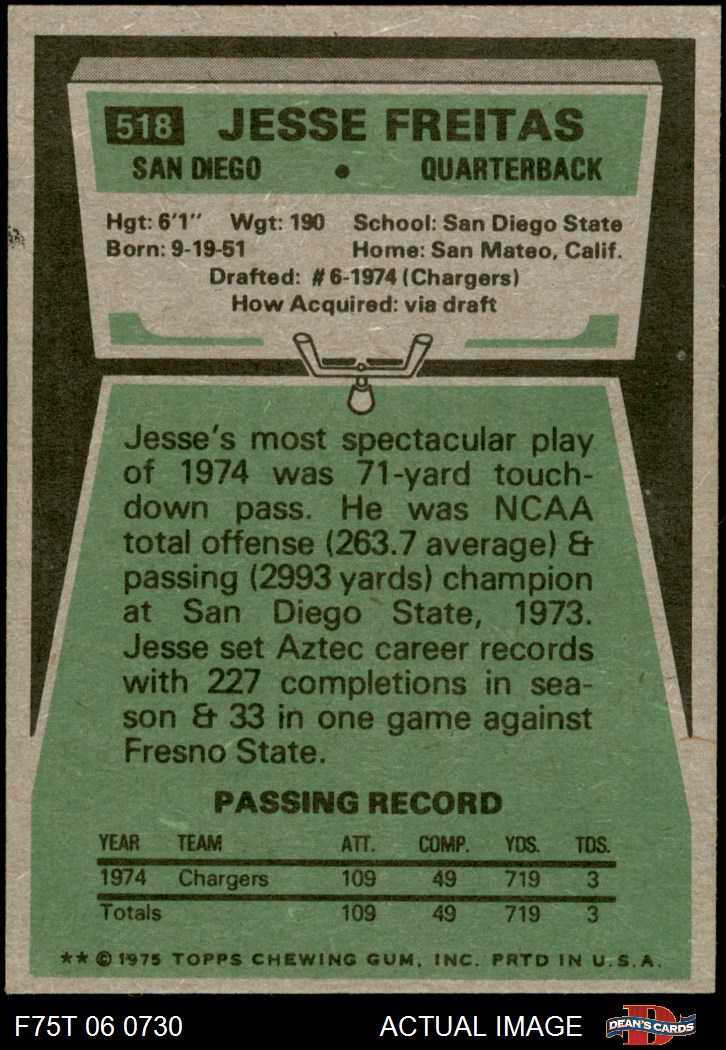 518 JESSE FREITAS
SAN DIEGO • QUARTERBACK
Hgt: 6'1" Wgt: 190 School: San Diego State
Born: 9-19-51 Home: San Mateo, Calif.
Drafted: #6-1974 (Chargers)
How Acquired: via draft
Jesse's most spectacular play
of 1974 was 71-yard touch-
down pass. He was NCAA
total offense (263.7 average) &
passing (2993 yards) champion
at San Diego State, 1973.
Jesse set Aztec career records
with 227 completions in sea-
son & 33 in one game against
Fresno State.
PASSING RECORD
YEAR TEAM ATT. COMP. YDS. TDS.
1974 Chargers 109 49 719 3
Totals 109 49 719 3
** © 1975 TOPPS CHEWING GUM, INC. PRTD IN U.S.A.
F75T 06 0730 ACTUAL IMAGE D DEAN'S CARDS